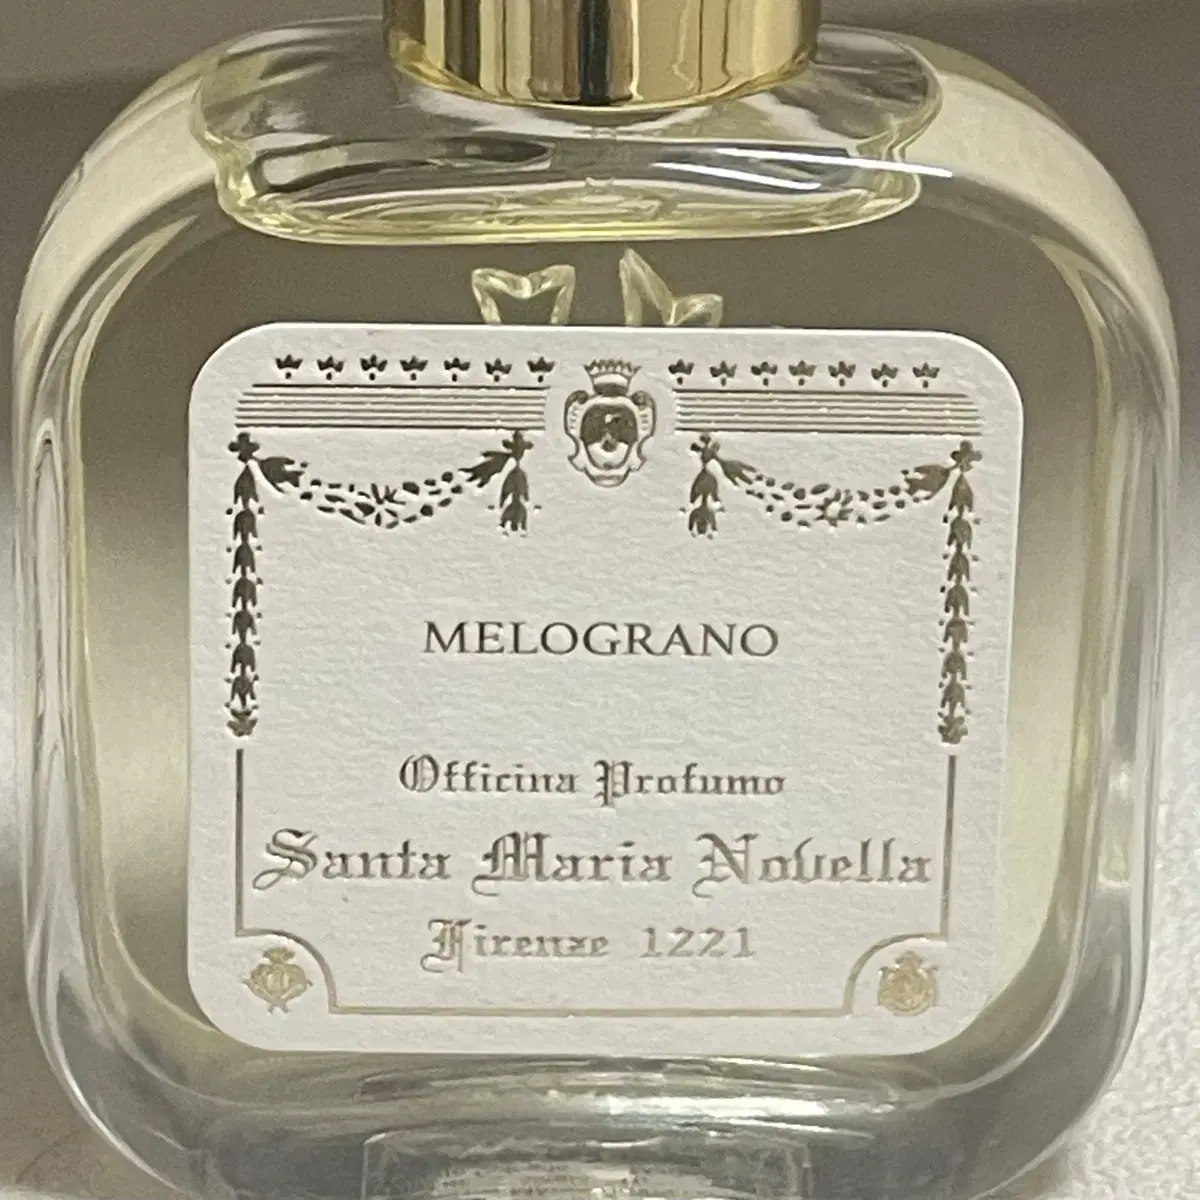 MELOGRANO
Officina Profumo
Santa Maria Novella
Firenze 1221